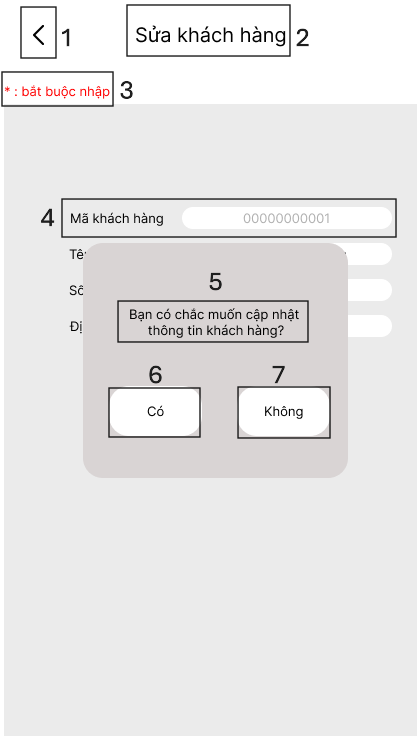 1
Sửa khách hàng 2
* : bắt buộc nhập 3
4 Mã khách hàng 00000000001
5
Bạn có chắc muốn cập nhật
thông tin khách hàng?
6 7
Có Không